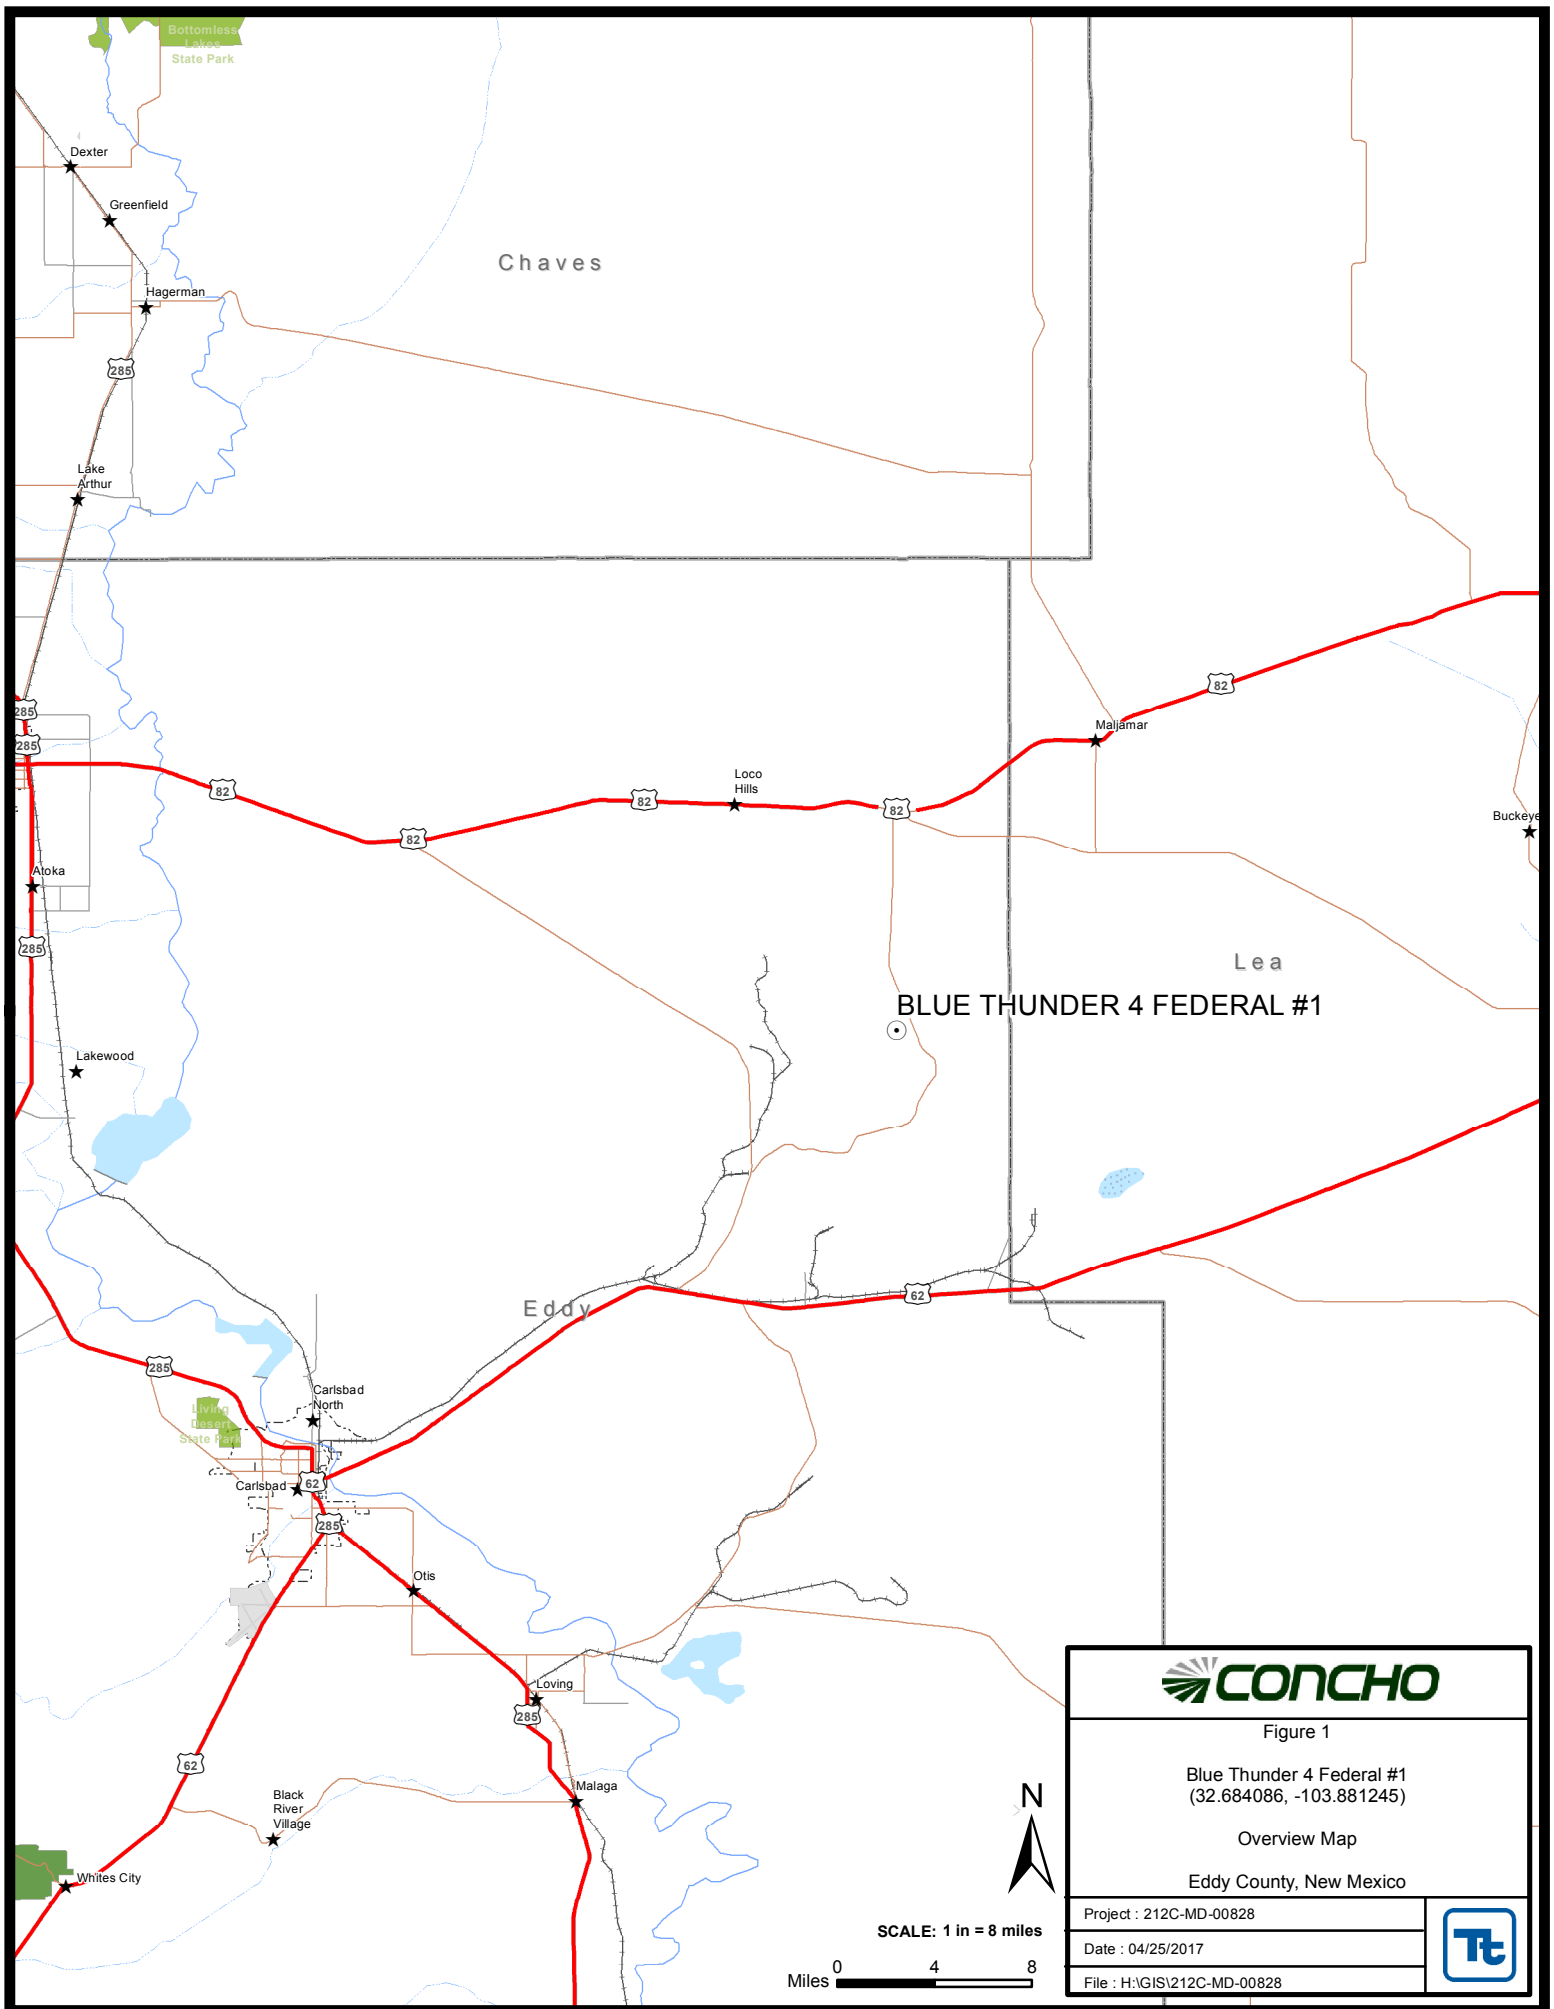 Bottomless
Lakes
State Park
Dexter
Greenfield
Chaves
Hagerman
285
Lake
Arthur
82
285
Maljamar
285
Loco
Hills
82
82
82
Buckeye
82
Atoka
285
Lea
BLUE THUNDER 4 FEDERAL #1
Lakewood
62
Eddy
285
Carlsbad
North
Living
Desert
State Park
Carlsbad
62
285
Otis
Loving
285
62
Malaga
Black
River
Village
Whites City
N
SCALE: 1 in = 8 miles
0 4 8
Miles
CONCHO
Figure 1
Blue Thunder 4 Federal #1
(32.684086, -103.881245)
Overview Map
Eddy County, New Mexico
Project : 212C-MD-00828
Date : 04/25/2017
File : H:\GIS\212C-MD-00828
Tt